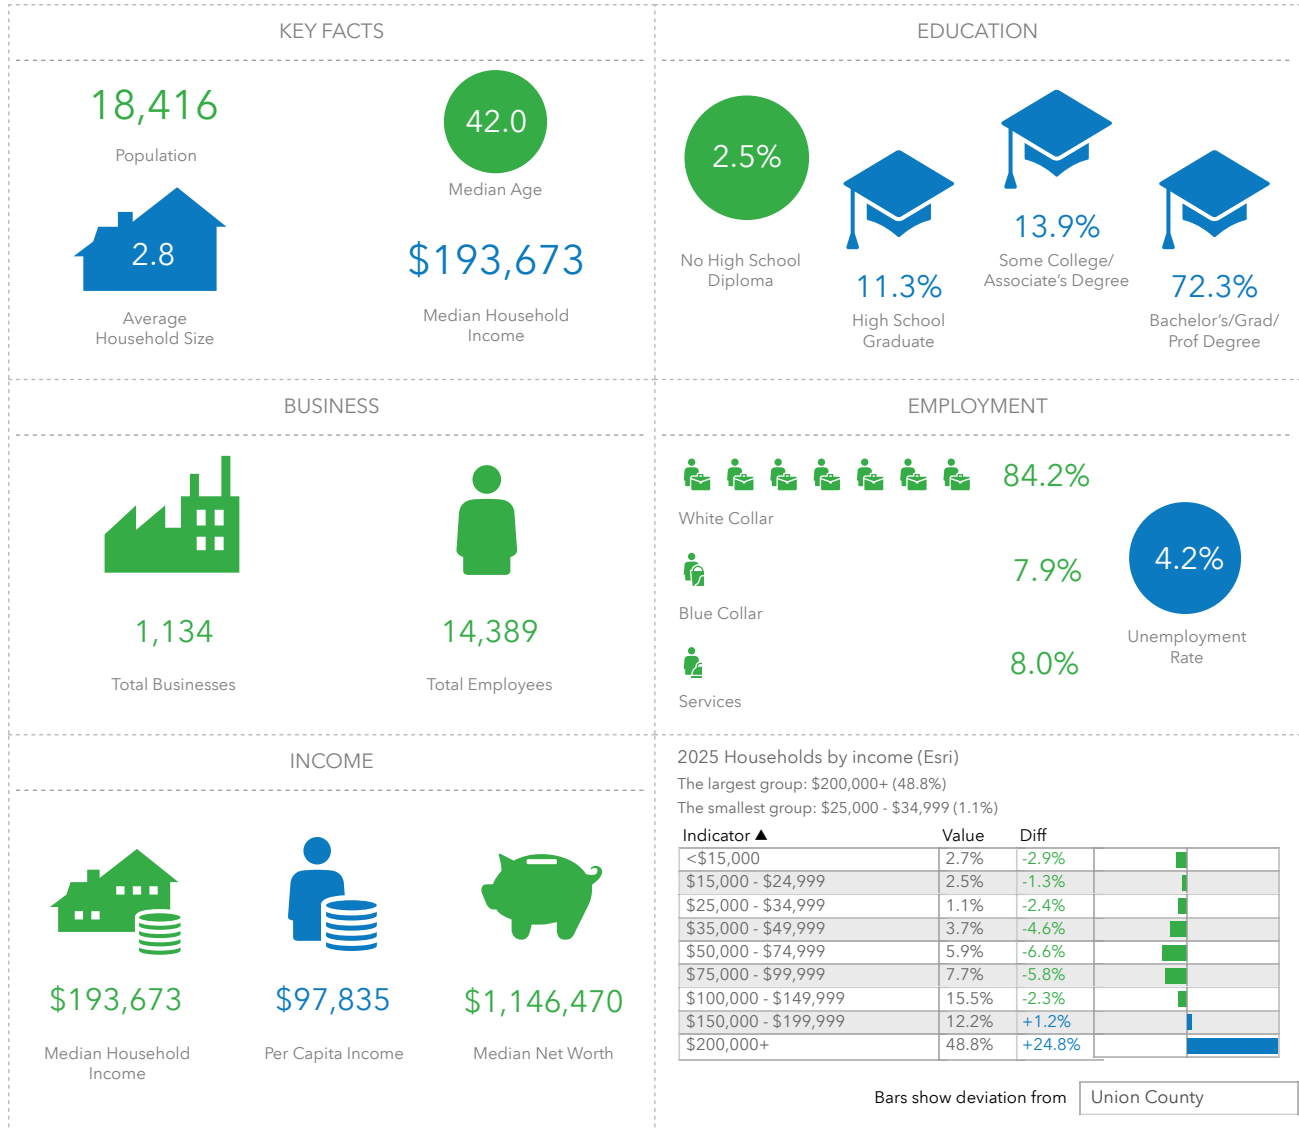 KEY FACTS
18,416
Population
42.0
Median Age
2.8
Average
Household Size
$193,673
Median Household
Income
EDUCATION
2.5%
No High School
Diploma
11.3%
High School
Graduate
13.9%
Some College/
Associate's Degree
72.3%
Bachelor's/Grad/
Prof Degree
BUSINESS
1,134
Total Businesses
14,389
Total Employees
EMPLOYMENT
84.2%
White Collar
7.9%
Blue Collar
8.0%
Services
4.2%
Unemployment
Rate
INCOME
$193,673
Median Household
Income
$97,835
Per Capita Income
$1,146,470
Median Net Worth
2025 Households by income (Esri)
The largest group: $200,000+ (48.8%)
The smallest group: $25,000 - $34,999 (1.1%)
Indicator ▲ Value Diff
<$15,000 2.7% -2.9%
$15,000 - $24,999 2.5% -1.3%
$25,000 - $34,999 1.1% -2.4%
$35,000 - $49,999 3.7% -4.6%
$50,000 - $74,999 5.9% -6.6%
$75,000 - $99,999 7.7% -5.8%
$100,000 - $149,999 15.5% -2.3%
$150,000 - $199,999 12.2% +1.2%
$200,000+ 48.8% +24.8%
Bars show deviation from Union County